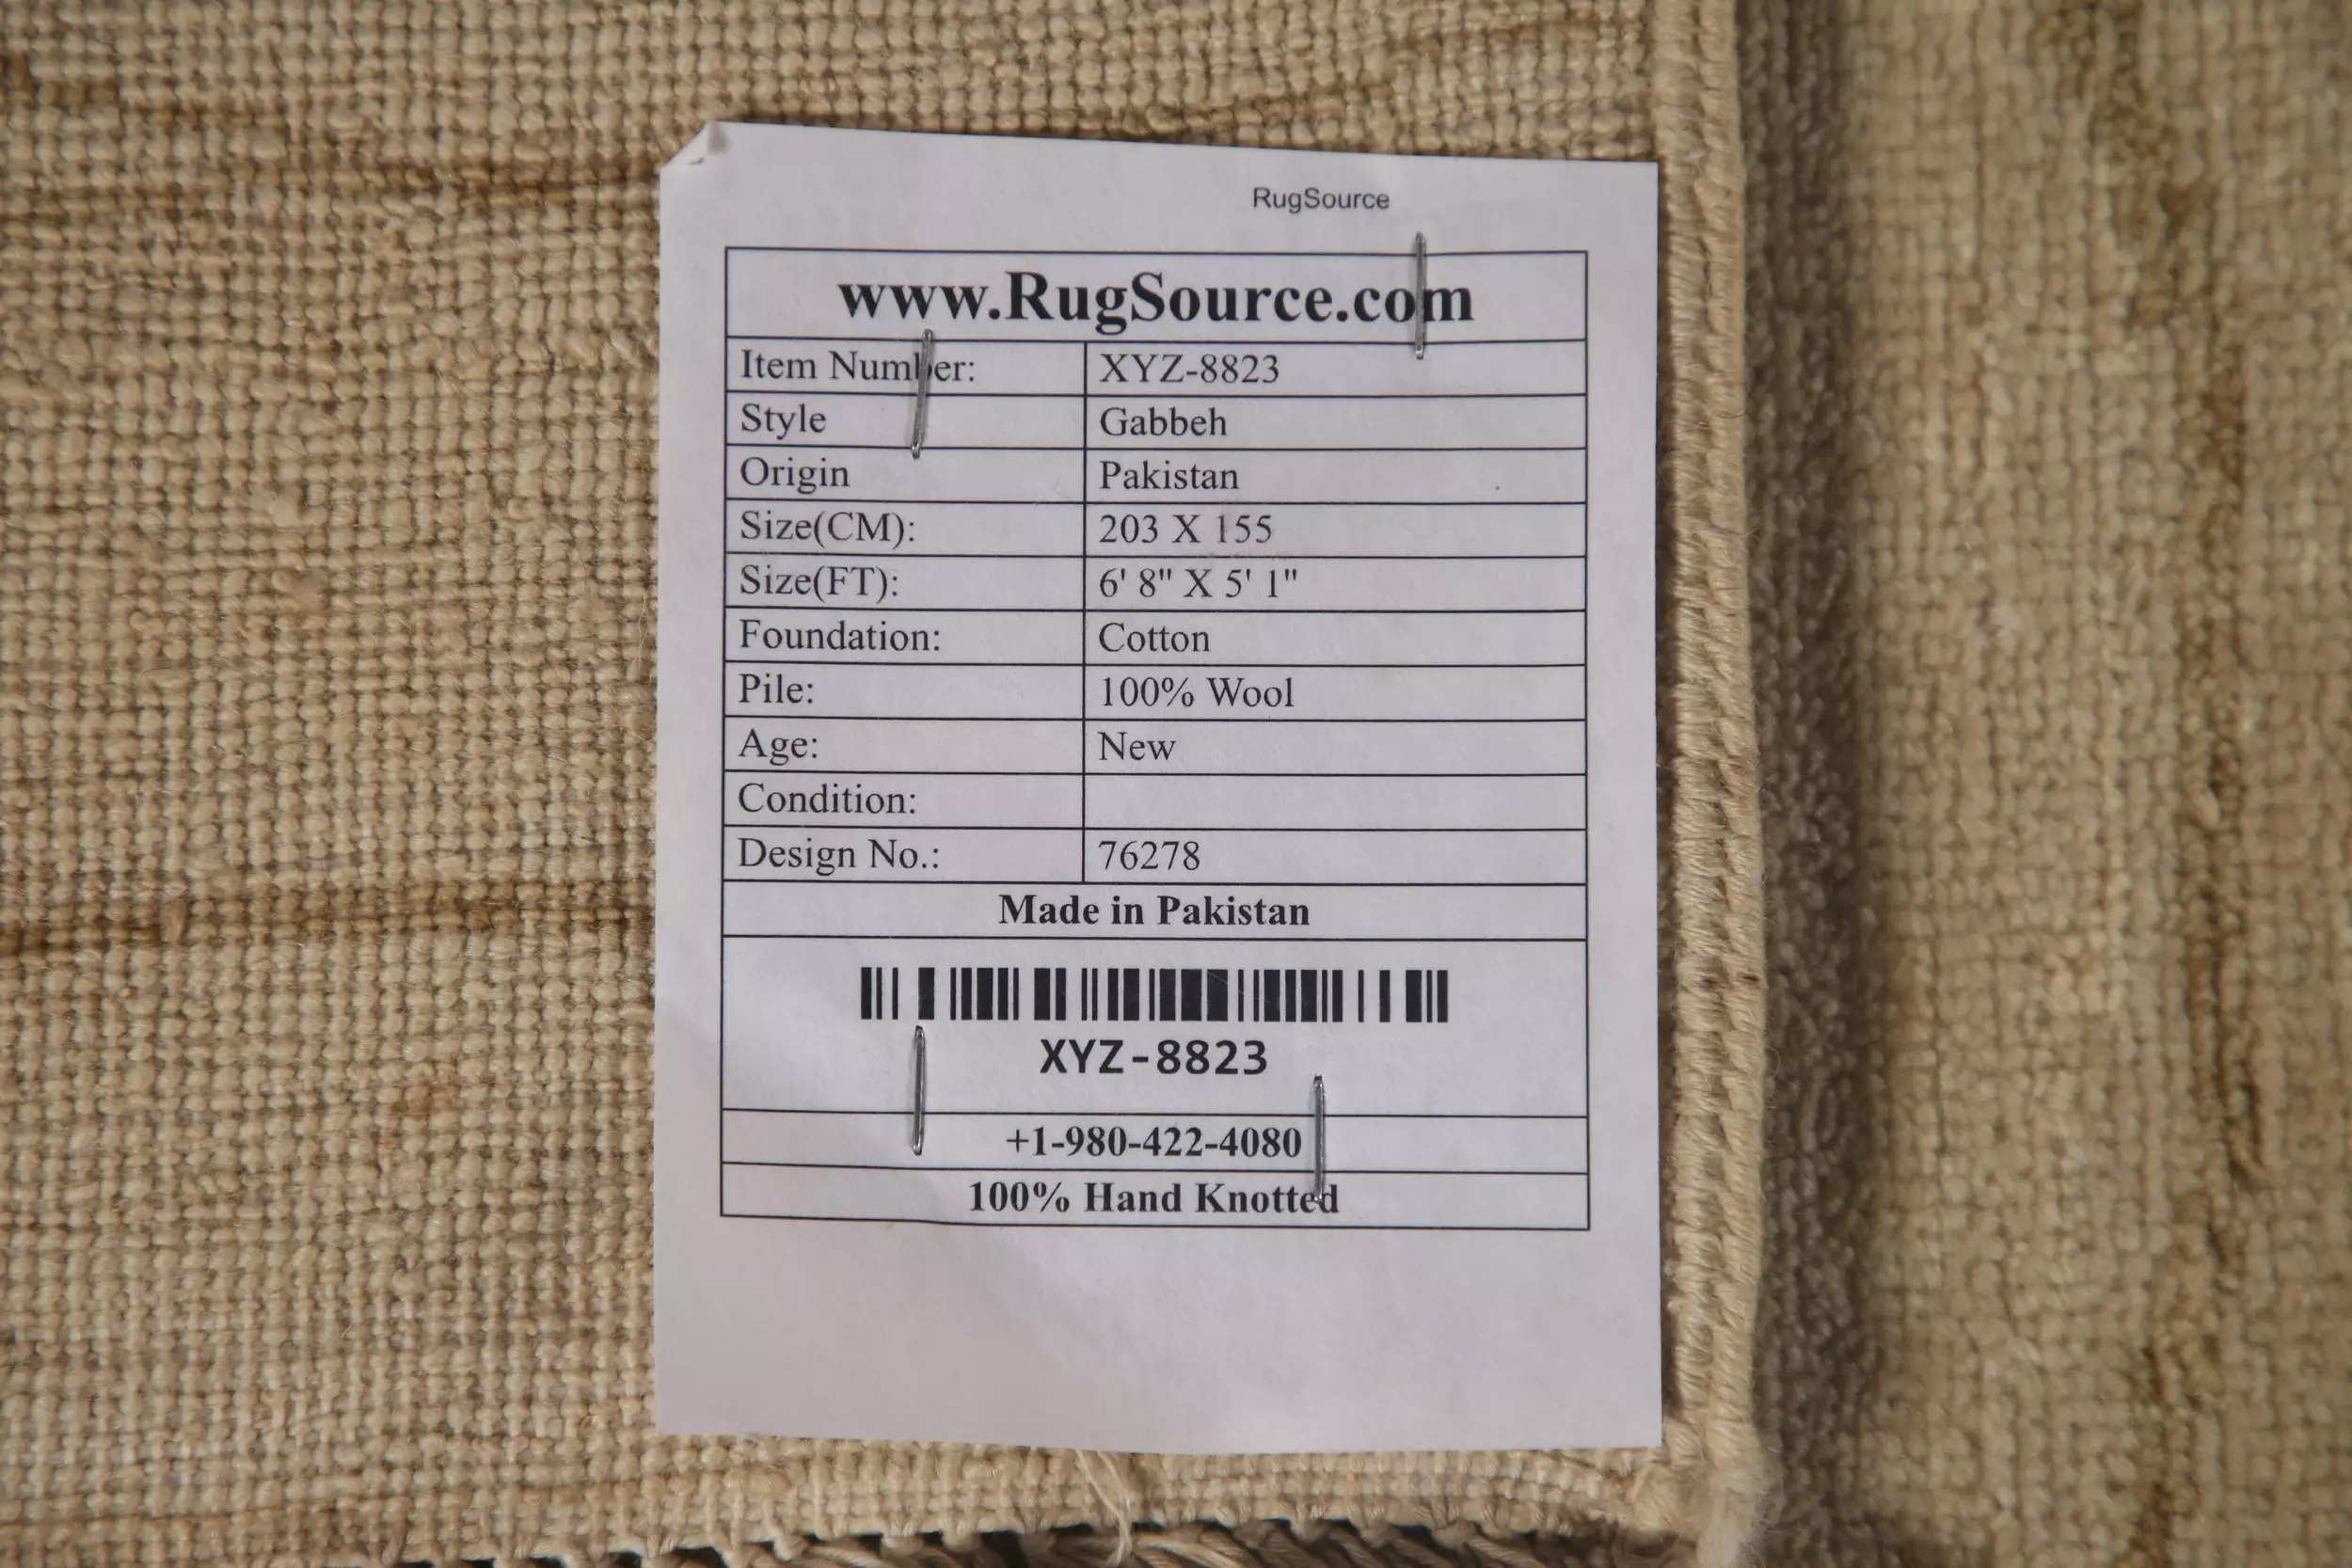 RugSource
www.RugSource.com
Item Number: XYZ-8823
Style Gabbeh
Origin Pakistan
Size(CM): 203 X 155
Size(FT): 6' 8" X 5' 1"
Foundation: Cotton
Pile: 100% Wool
Age: New
Condition:
Design No.: 76278
Made in Pakistan
XYZ-8823
+1-980-422-4080
100% Hand Knotted